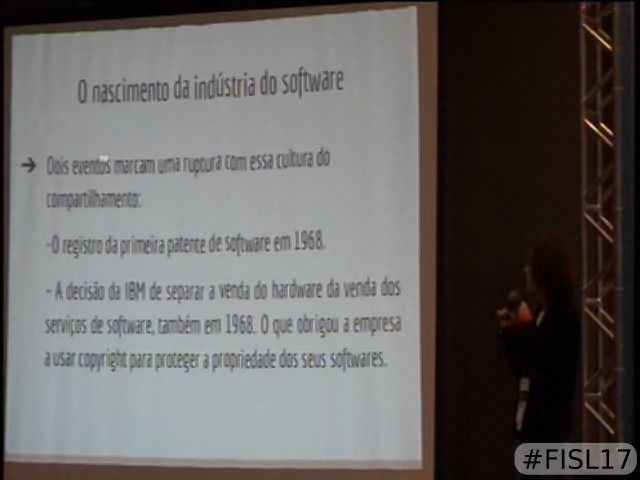 O nascimento da indústria do software
➔ Dois eventos marcam uma ruptura com essa cultura do
compartilhamento:
-O registro da primeira patente de software em 1968.
- A decisão da IBM de separar a venda do hardware da venda dos
serviços de software, também em 1968. O que obrigou a empresa
a usar copyright para proteger a propriedade dos seus softwares.
#FISL17